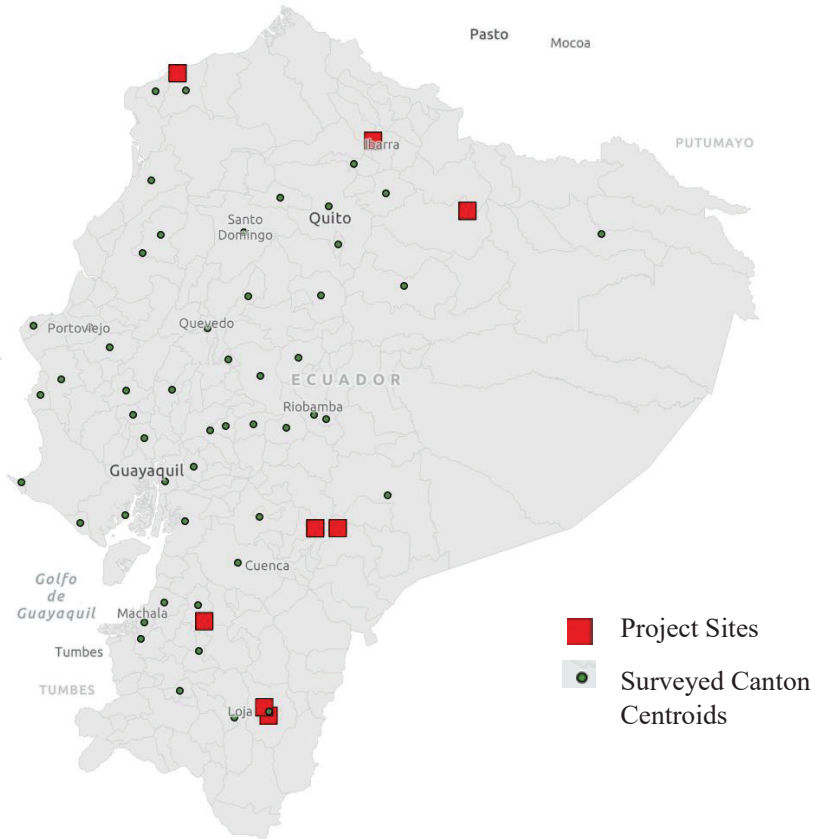 Pasto
Mocoa
Ibarra
PUTUMAYO
Santo
Domingo
Quito
Portoviejo
Quevedo
ECUADOR
Riobamba
Guayaquil
Golfo
de
Guayaquil
Cuenca
Machala
Tumbes
TUMBES
Loja
Project Sites
Surveyed Canton
Centroids